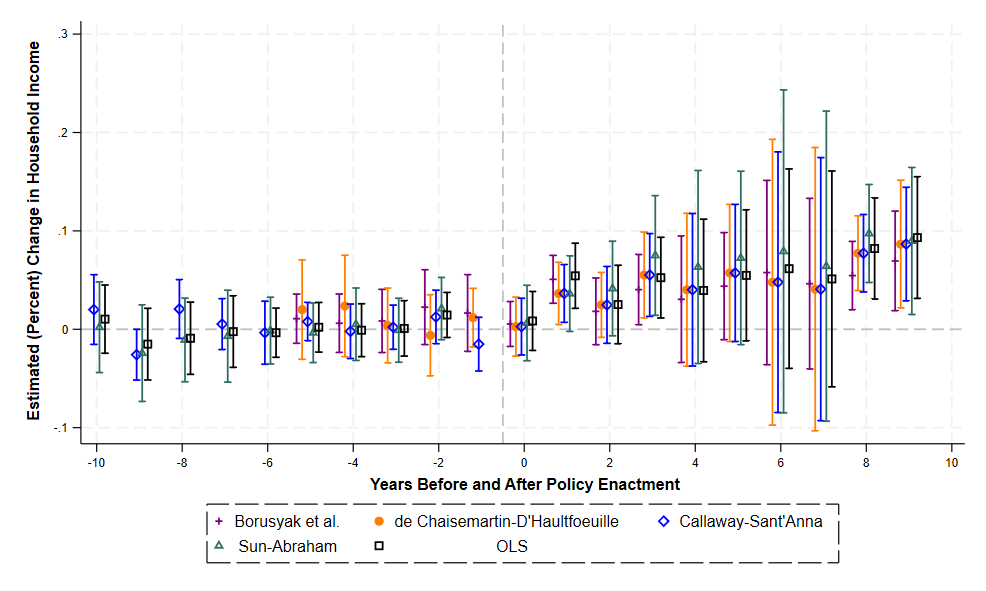 Estimated (Percent) Change in Household Income
.3
.2
.1
0
-.1
-10 -8 -6 -4 -2 0 2 4 6 8 10
Years Before and After Policy Enactment
Borusyak et al. de Chaisemartin-D'Haultfoeuille Callaway-Sant'Anna
Sun-Abraham OLS